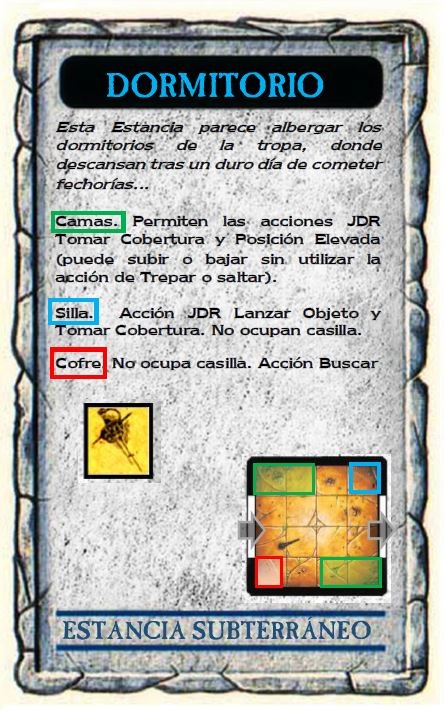 DORMITORIO
Esta Estancia parece albergar los
dormitorios de la tropa, donde
descansan tras un duro día de cometer
fechorías...
Camas. Permiten las acciones JDR
Tomar Cobertura y Posición Elevada
(puede subir o bajar sin utilizar la
acción de Trepar o saltar).
Silla. Acción JDR Lanzar Objeto y
Tomar Cobertura. No ocupan casilla.
Cofre. No ocupa casilla. Acción Buscar
ESTANCIA SUBTERRÁNEO